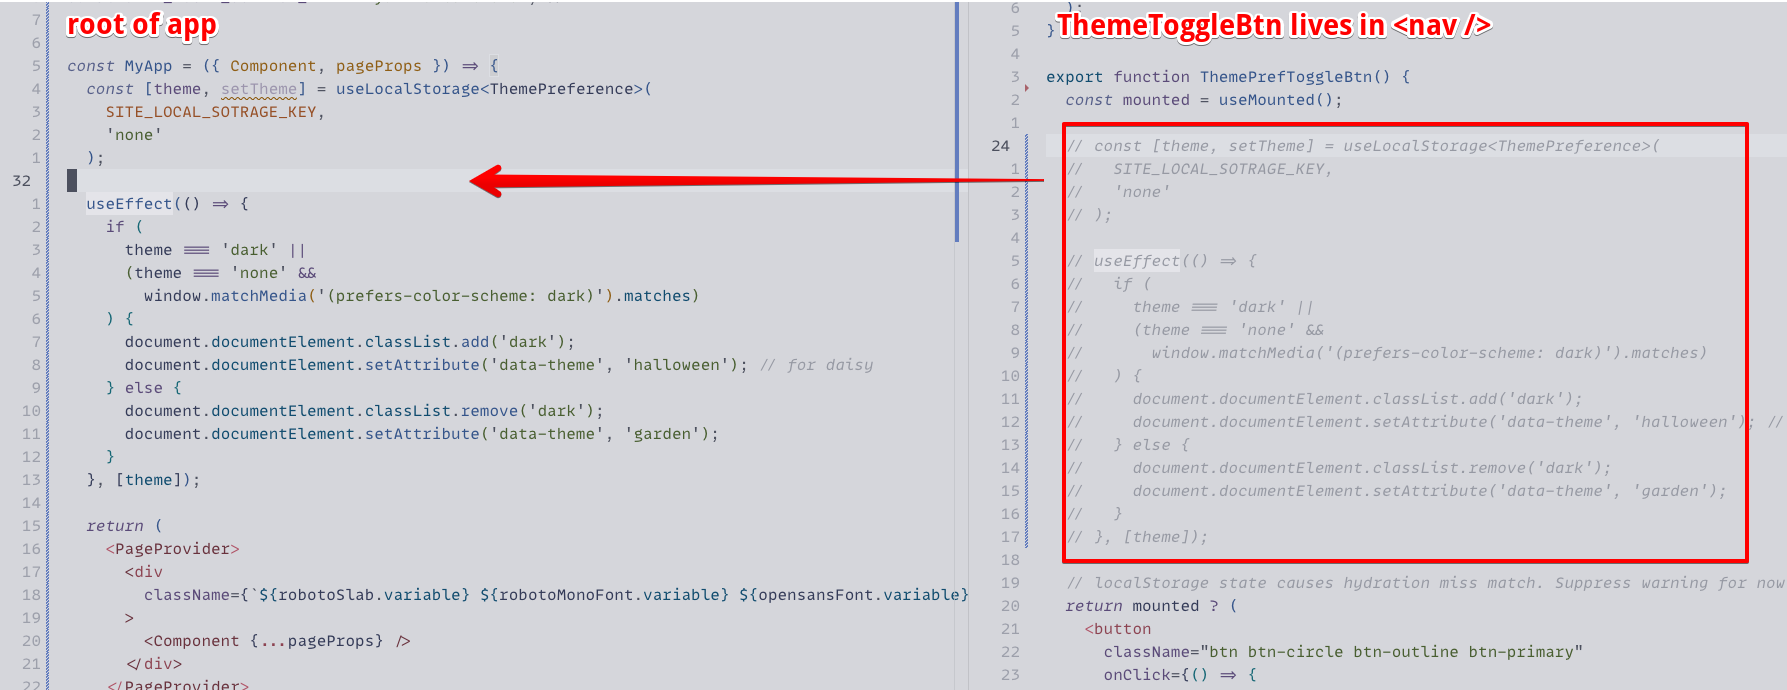 root of app
7
6
5 const MyApp = ({ Component, pageProps }) => {
4 const [theme, setTheme] = useLocalStorage<ThemePreference>(
3 SITE_LOCAL_SOTRAGE_KEY,
2 'none'
1 );
32
1 useEffect(() => {
2 if (
3 theme === 'dark' ||
4 (theme === 'none' &&
5 window.matchMedia('(prefers-color-scheme: dark)').matches)
6 ) {
7 document.documentElement.classList.add('dark');
8 document.documentElement.setAttribute('data-theme', 'halloween'); // for daisy
9 } else {
10 document.documentElement.classList.remove('dark');
11 document.documentElement.setAttribute('data-theme', 'garden');
12 }
13 }, [theme]);
14
15 return (
16 <PageProvider>
17 <div
18 className={`${robotoSlab.variable} ${robotoMonoFont.variable} ${opensansFont.variable}
19 >
20 <Component {...pageProps} />
21 </div>
22 </PageProvider>
ThemeToggleBtn lives in <nav />
6 );
5 }
4
3 export function ThemePrefToggleBtn() {
2 const mounted = useMounted();
1
24 // const [theme, setTheme] = useLocalStorage<ThemePreference>(
1 // SITE_LOCAL_SOTRAGE_KEY,
2 // 'none'
3 // );
4
5 // useEffect(() => {
6 // if (
7 // theme === 'dark' ||
8 // (theme === 'none' &&
9 // window.matchMedia('(prefers-color-scheme: dark)').matches)
10 // ) {
11 // document.documentElement.classList.add('dark');
12 // document.documentElement.setAttribute('data-theme', 'halloween'); //
13 // } else {
14 // document.documentElement.classList.remove('dark');
15 // document.documentElement.setAttribute('data-theme', 'garden');
16 // }
17 // }, [theme]);
18
19 // localStorage state causes hydration miss match. Suppress warning for now
20 return mounted ? (
21 <button
22 className="btn btn-circle btn-outline btn-primary"
23 onClick={() => {